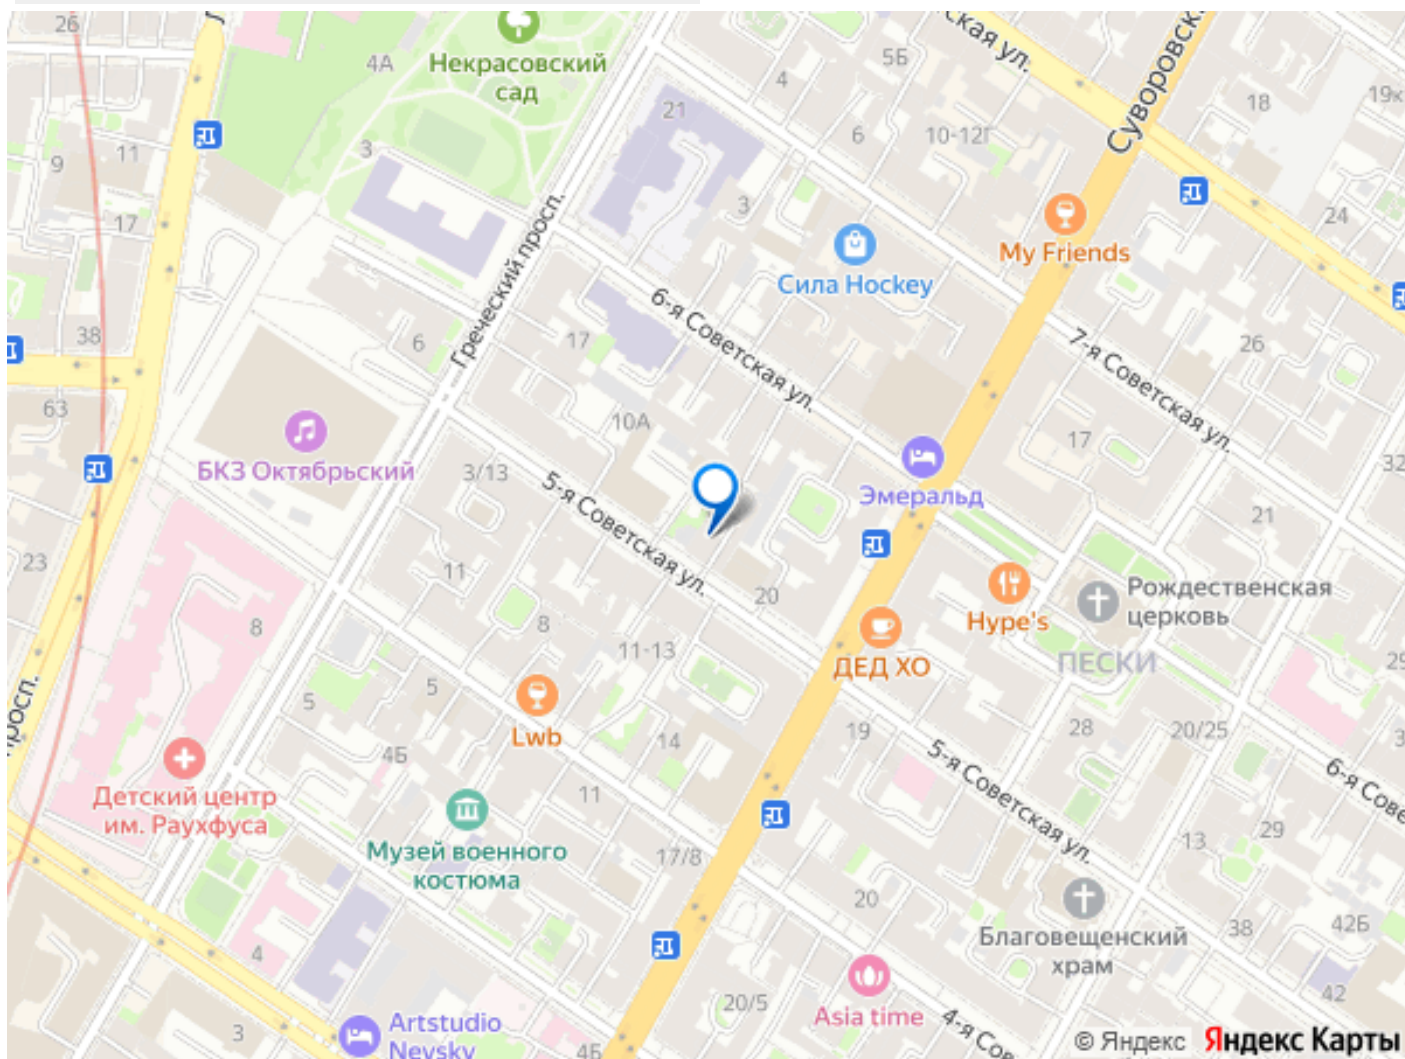 26
4А
Некрасовский
сад
ская ул.
5Б
Суворовск
4
18
19к
21
6
10-12Г
9
11
3
17
3
24
My Friends
Сила Hockey
Греческий просп.
6-я Советская ул.
7-я Советская ул.
38
6
17
26
63
10А
17
БКЗ Октябрьский
3/13
5-я Советская ул.
Эмеральд
32
21
23
11
20
Рождественская
церковь
Hype's
8
8
11-13
ДЕД ХО
ПЕСКИ
29
просп.
5
5
Lwb
14
19
28
20/25
4Б
5-я Советская ул.
6-я Сове
Детский центр
им. Раухфуса
11
Музей военного
костюма
17/8
13
29
20
Благовещенский
храм
38
42Б
4
42
20/5
Asia time
4-я Сов
3
Artstudio
Nevsky
4Б
© Яндекс
Яндекс Карты